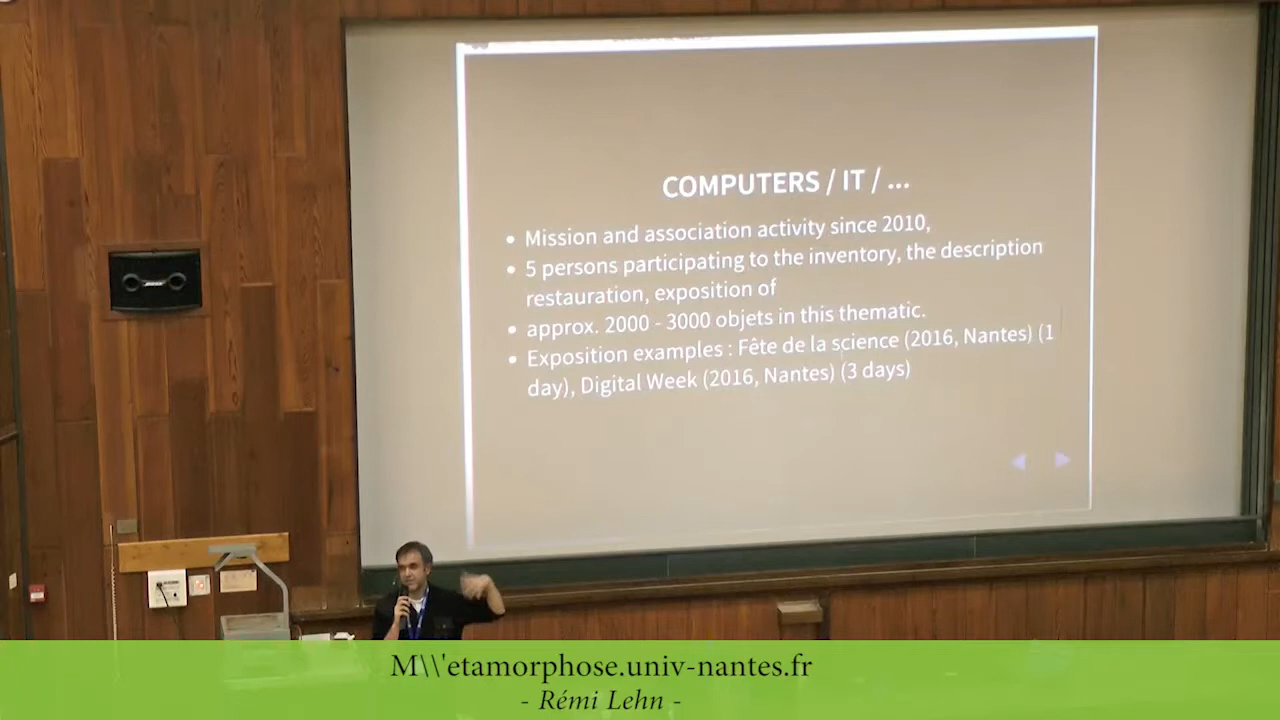 COMPUTERS / IT / ...
• Mission and association activity since 2010,
• 5 persons participating to the inventory, the description
restauration, exposition of
• approx. 2000 - 3000 objets in this thematic.
• Exposition examples : Fête de la science (2016, Nantes) (1
day), Digital Week (2016, Nantes) (3 days)
M\\'etamorphose.univ-nantes.fr
- Rémi Lehn -